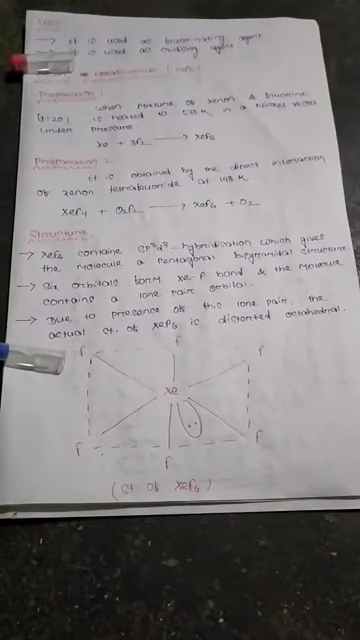 Use:
→ it is used as fluorinating agent.
→ it is used as oxidising agent.
Preparation:
when mixture of xenon & fluorine
(1:20) is heated to 573 K in a Nickel vessel
under pressure
Xe + 3F₂ ⟶ XeF₆
Preparation:
it is obtained by the direct interaction
of xenon tetrafluoride at 143 K
XeF₄ + O₂F₂ ⟶ XeF₆ + O₂
Structure
→ XeF₆ contains sp³d³-hybridisation which gives
the molecule a pentagonal bipyramidal structure
→ Six orbitals form Xe-F bond & the molecule
contains a lone pair orbital.
→ Due to presence of this lone pair, the
actual st. of XeF₆ is distorted octahedral.
F F F
Xe
F F F
(St. of XeF₆)